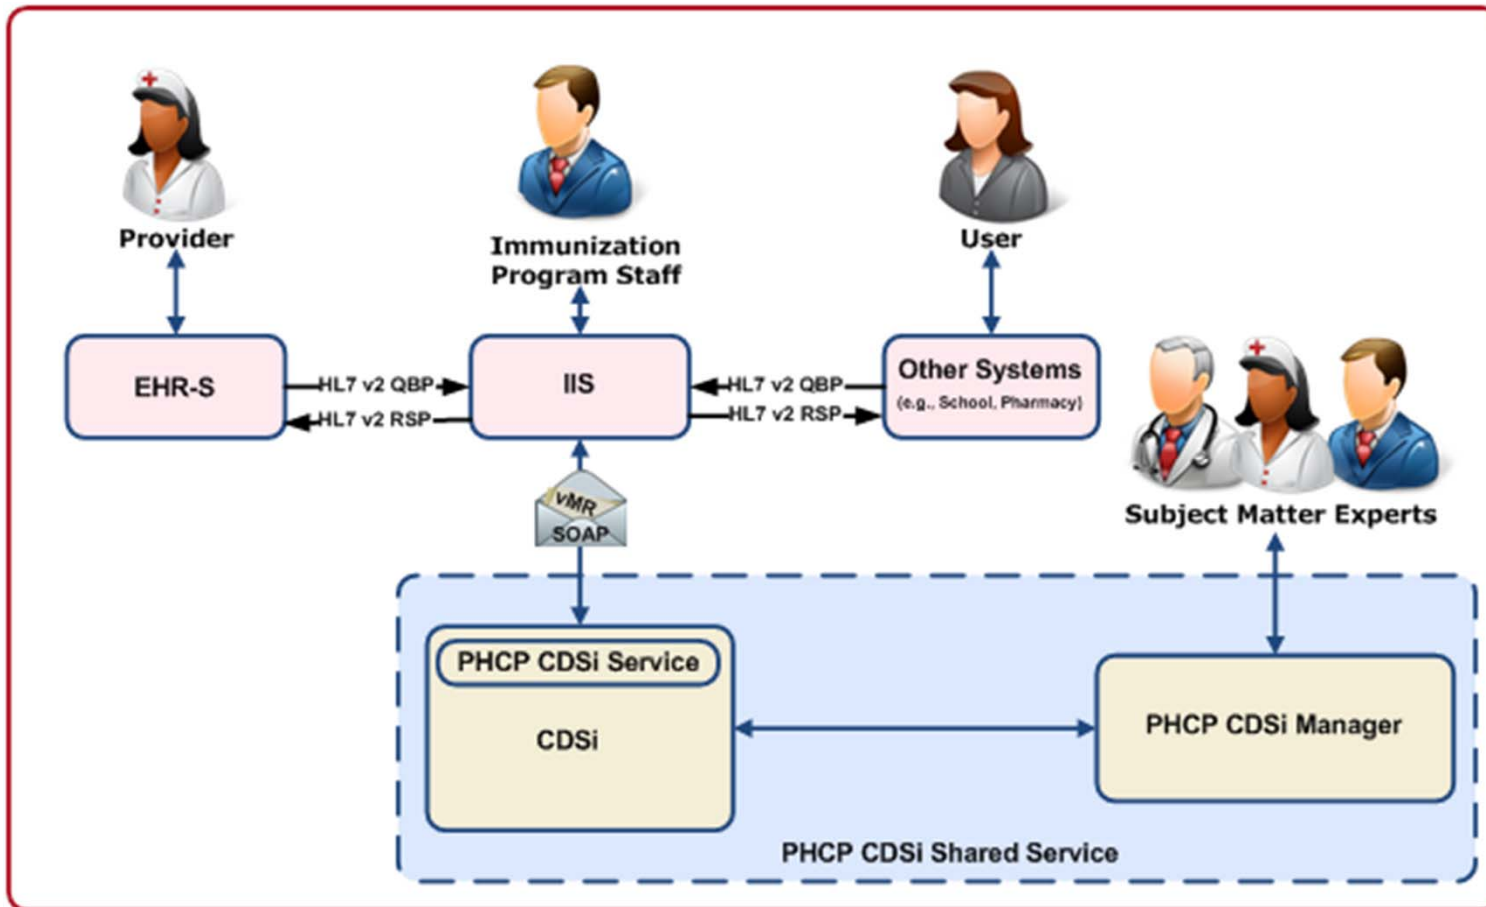 Provider
Immunization
Program Staff
User
EHR-S
HL7 v2 QBP
HL7 v2 RSP
IIS
HL7 v2 QBP
HL7 v2 RSP
Other Systems
(e.g., School, Pharmacy)
vMR
SOAP
Subject Matter Experts
PHCP CDSi Service
CDSi
PHCP CDSi Manager
PHCP CDSi Shared Service